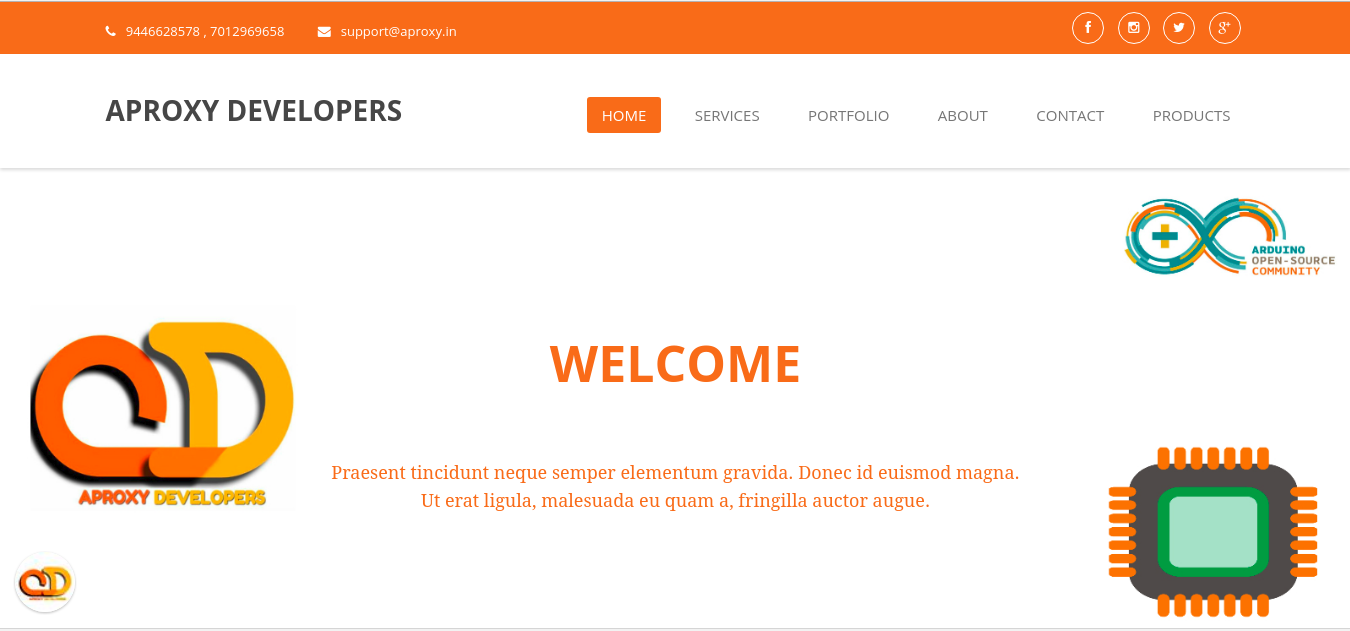 9446628578 , 7012969658 support@aproxy.in
APROXY DEVELOPERS
HOME SERVICES PORTFOLIO ABOUT CONTACT PRODUCTS
ARDUINO
OPEN-SOURCE
COMMUNITY
WELCOME
APROXY DEVELOPERS
Praesent tincidunt neque semper elementum gravida. Donec id euismod magna.
Ut erat ligula, malesuada eu quam a, fringilla auctor augue.
APROXY DEVELOPERS